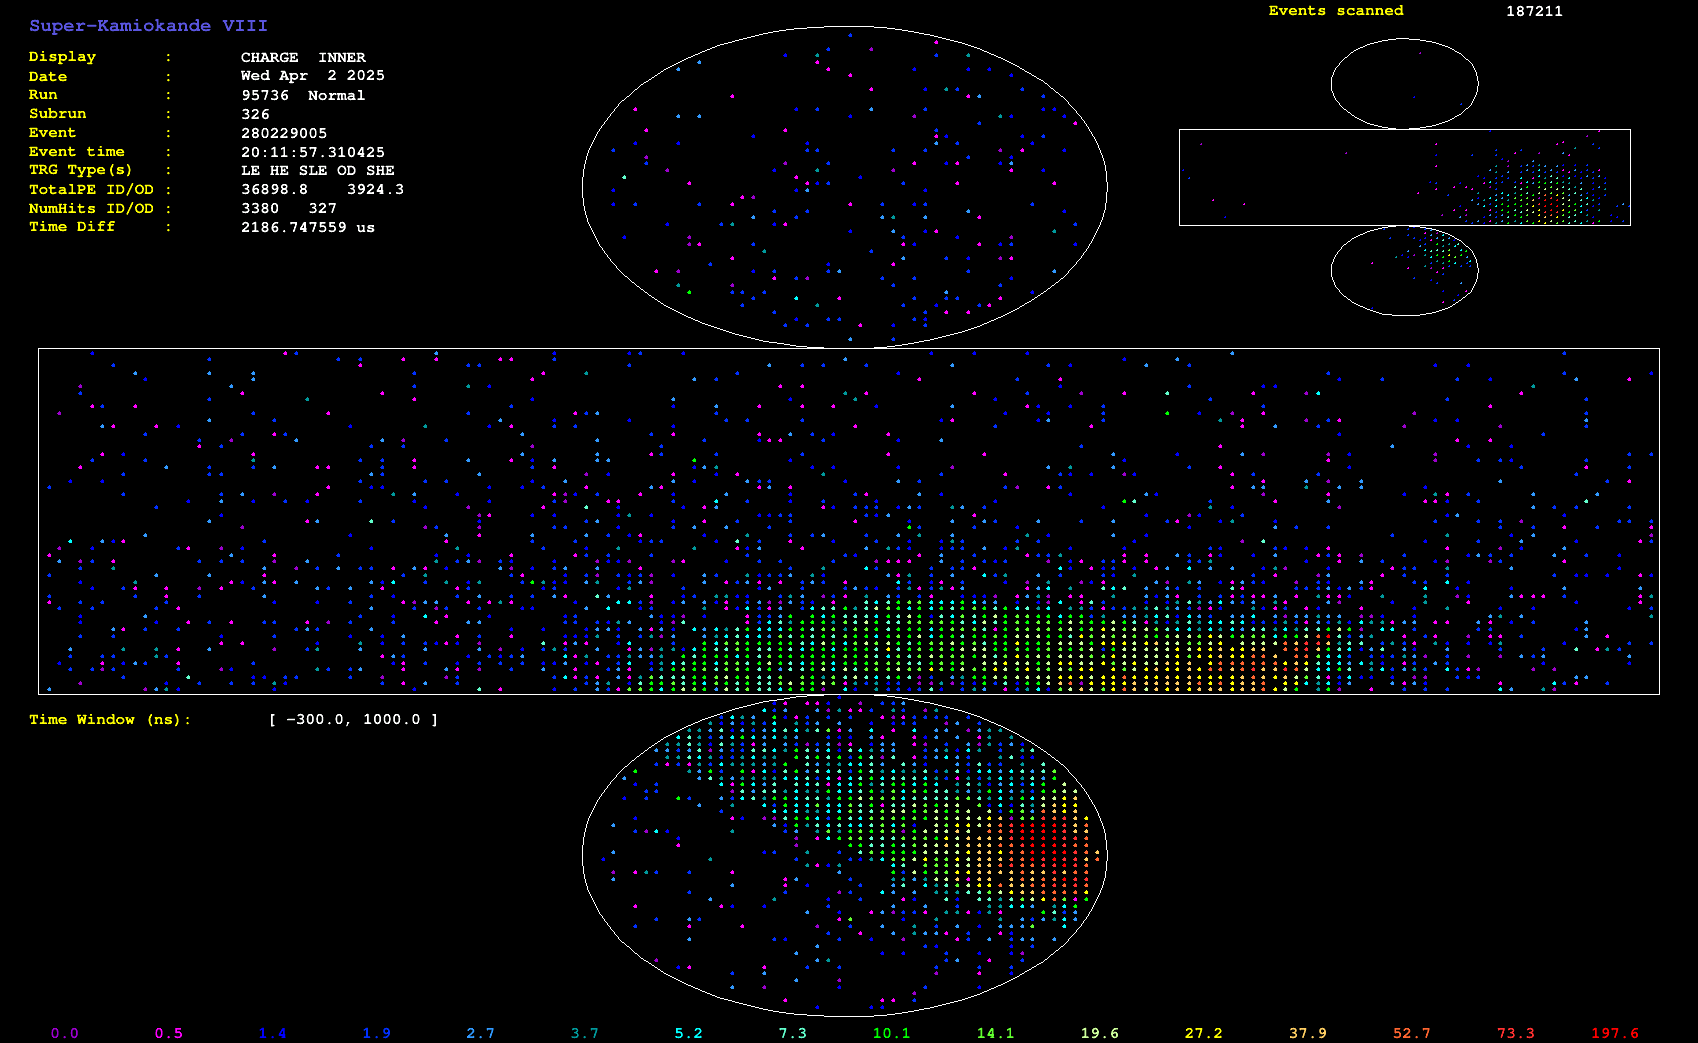 Super-Kamiokande VIII
Events scanned 187211
Display : CHARGE INNER
Date : Wed Apr 2 2025
Run : 95736 Normal
Subrun : 326
Event : 280229005
Event time : 20:11:57.310425
TRG Type(s) : LE HE SLE OD SHE
TotalPE ID/OD : 36898.8 3924.3
NumHits ID/OD : 3380 327
Time Diff : 2186.747559 us
Time Window (ns): [ -300.0, 1000.0 ]
0.0 0.5 1.4 1.9 2.7 3.7 5.2 7.3 10.1 14.1 19.6 27.2 37.9 52.7 73.3 197.6